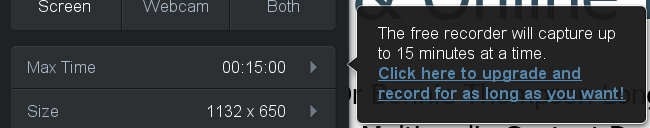 Screen Webcam Both
& Online
The free recorder will capture up
to 15 minutes at a time.
Click here to upgrade and
record for as long as you want!
Max Time 00:15:00
Size 1132 x 650